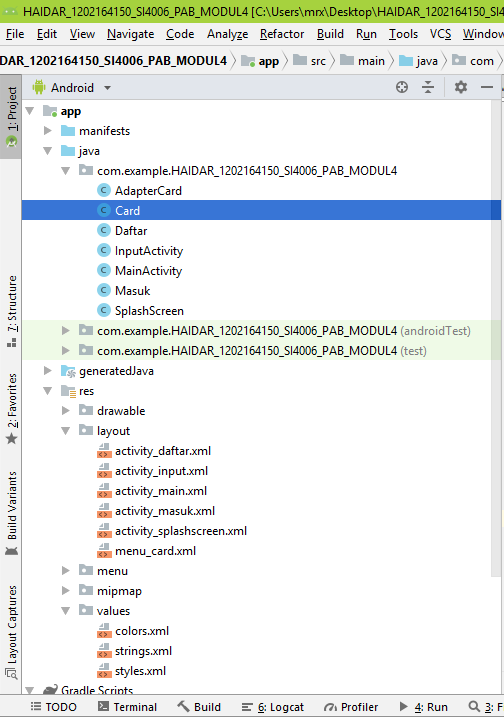 HAIDAR_1202164150_SI4006_PAB_MODUL4 [C:\Users\mrx\Desktop\HAIDAR_1202164150_SI4
File Edit View Navigate Code Analyze Refactor Build Run Tools VCS Window
DAR_1202164150_SI4006_PAB_MODUL4 app src main java com
1: Project
Android
app
manifests
java
com.example.HAIDAR_1202164150_SI4006_PAB_MODUL4
AdapterCard
Card
Daftar
InputActivity
MainActivity
Masuk
SplashScreen
com.example.HAIDAR_1202164150_SI4006_PAB_MODUL4 (androidTest)
com.example.HAIDAR_1202164150_SI4006_PAB_MODUL4 (test)
generatedJava
res
drawable
layout
activity_daftar.xml
activity_input.xml
activity_main.xml
activity_masuk.xml
activity_splashscreen.xml
menu_card.xml
menu
mipmap
values
colors.xml
strings.xml
styles.xml
Gradle Scripts
Z: Structure
2: Favorites
Build Variants
Layout Captures
TODO Terminal Build 6: Logcat Profiler 4: Run 3: F